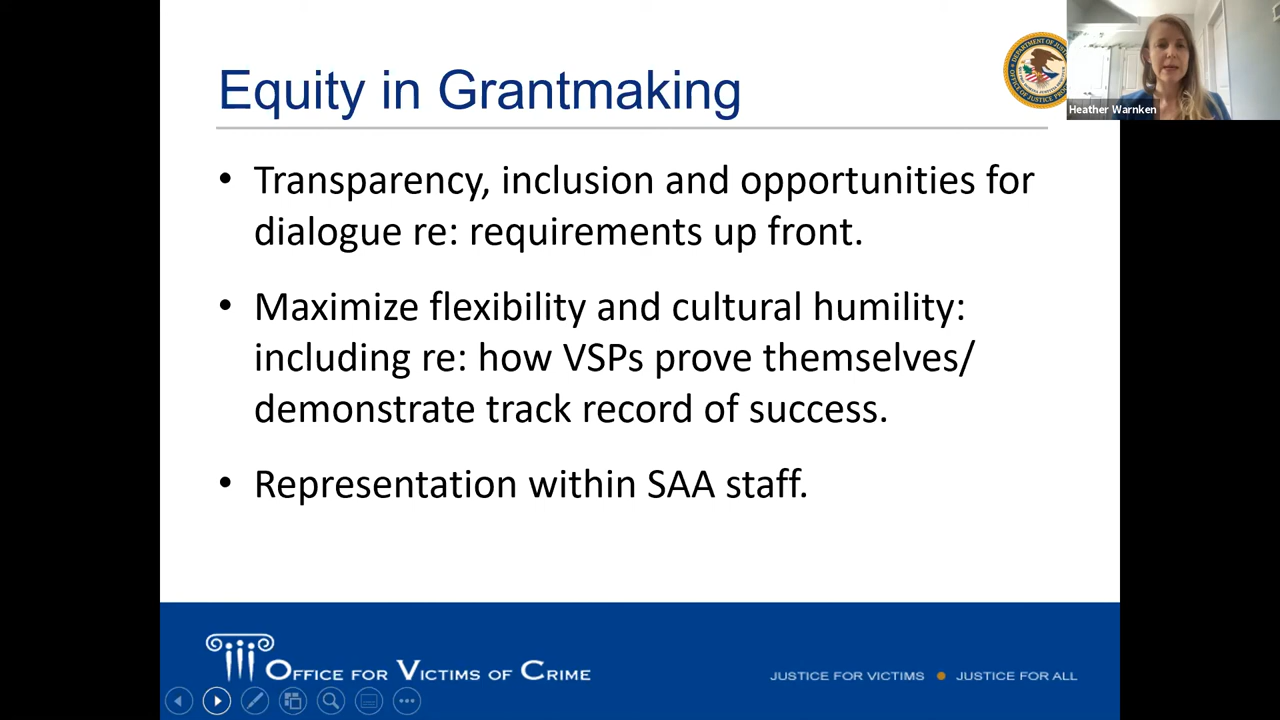 Equity in Grantmaking
Heather Warnken
• Transparency, inclusion and opportunities for
dialogue re: requirements up front.
• Maximize flexibility and cultural humility:
including re: how VSPs prove themselves/
demonstrate track record of success.
• Representation within SAA staff.
OFFICE FOR VICTIMS OF CRIME
JUSTICE FOR VICTIMS • JUSTICE FOR ALL